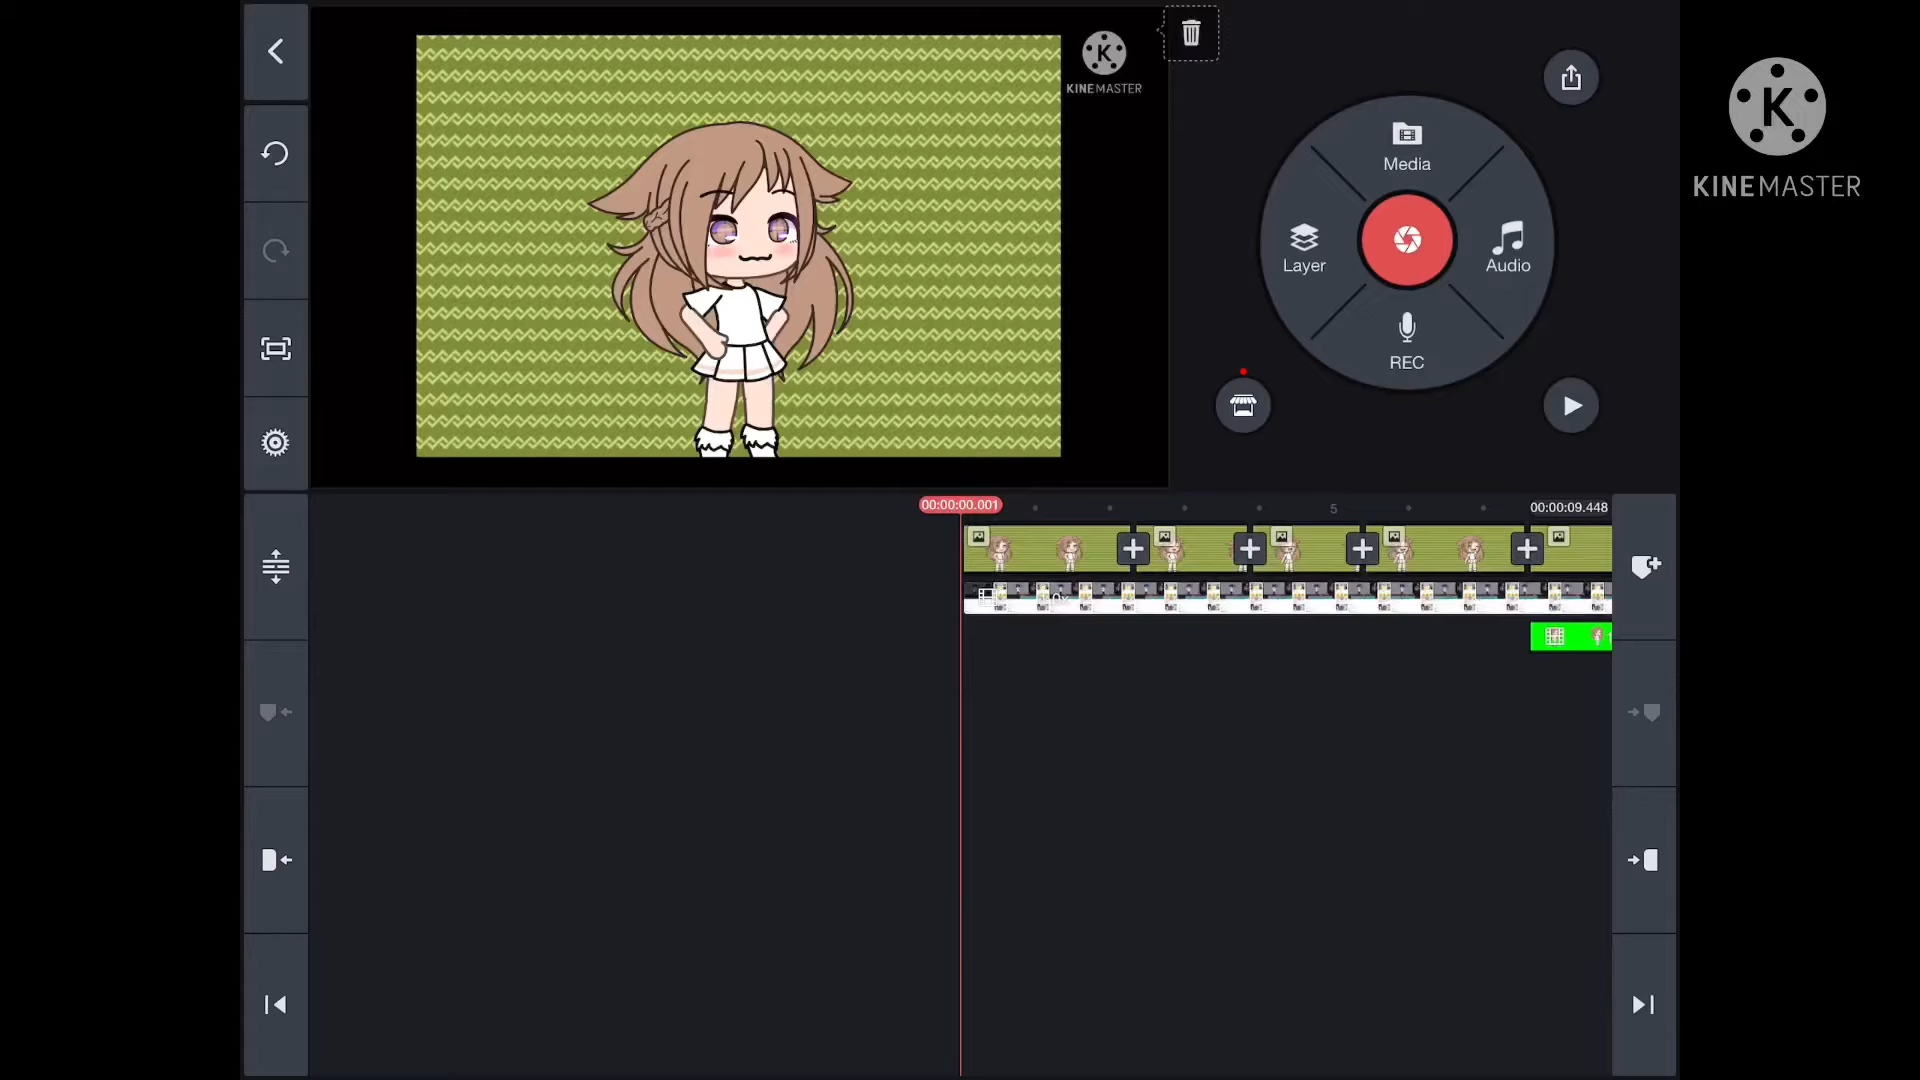 K
KINEMASTER
Media
Layer
Audio
REC
K
KINEMASTER
00:00:00.001
5
00:00:09.448